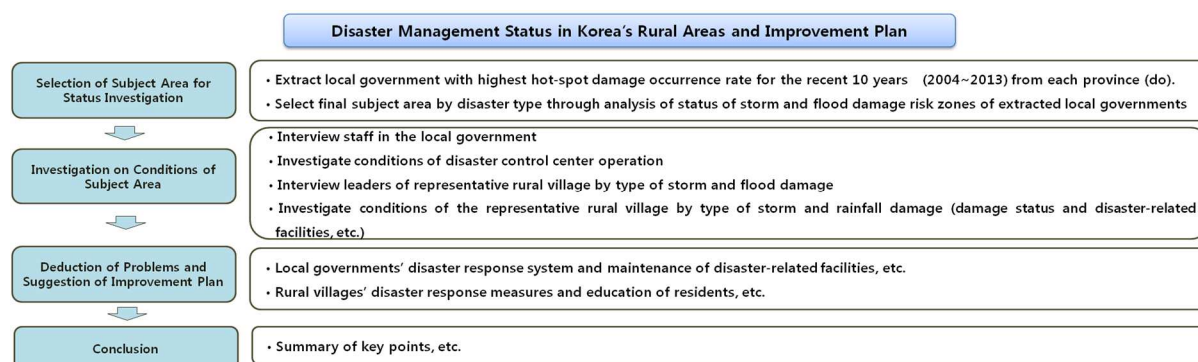 Disaster Management Status in Korea's Rural Areas and Improvement Plan
Selection of Subject Area for
Status Investigation
• Extract local government with highest hot-spot damage occurrence rate for the recent 10 years (2004~2013) from each province (do).
• Select final subject area by disaster type through analysis of status of storm and flood damage risk zones of extracted local governments
Investigation on Conditions of
Subject Area
• Interview staff in the local government
• Investigate conditions of disaster control center operation
• Interview leaders of representative rural village by type of storm and flood damage
• Investigate conditions of the representative rural village by type of storm and rainfall damage (damage status and disaster-related
facilities, etc.)
Deduction of Problems and
Suggestion of Improvement Plan
• Local governments' disaster response system and maintenance of disaster-related facilities, etc.
• Rural villages' disaster response measures and education of residents, etc.
Conclusion
• Summary of key points, etc.